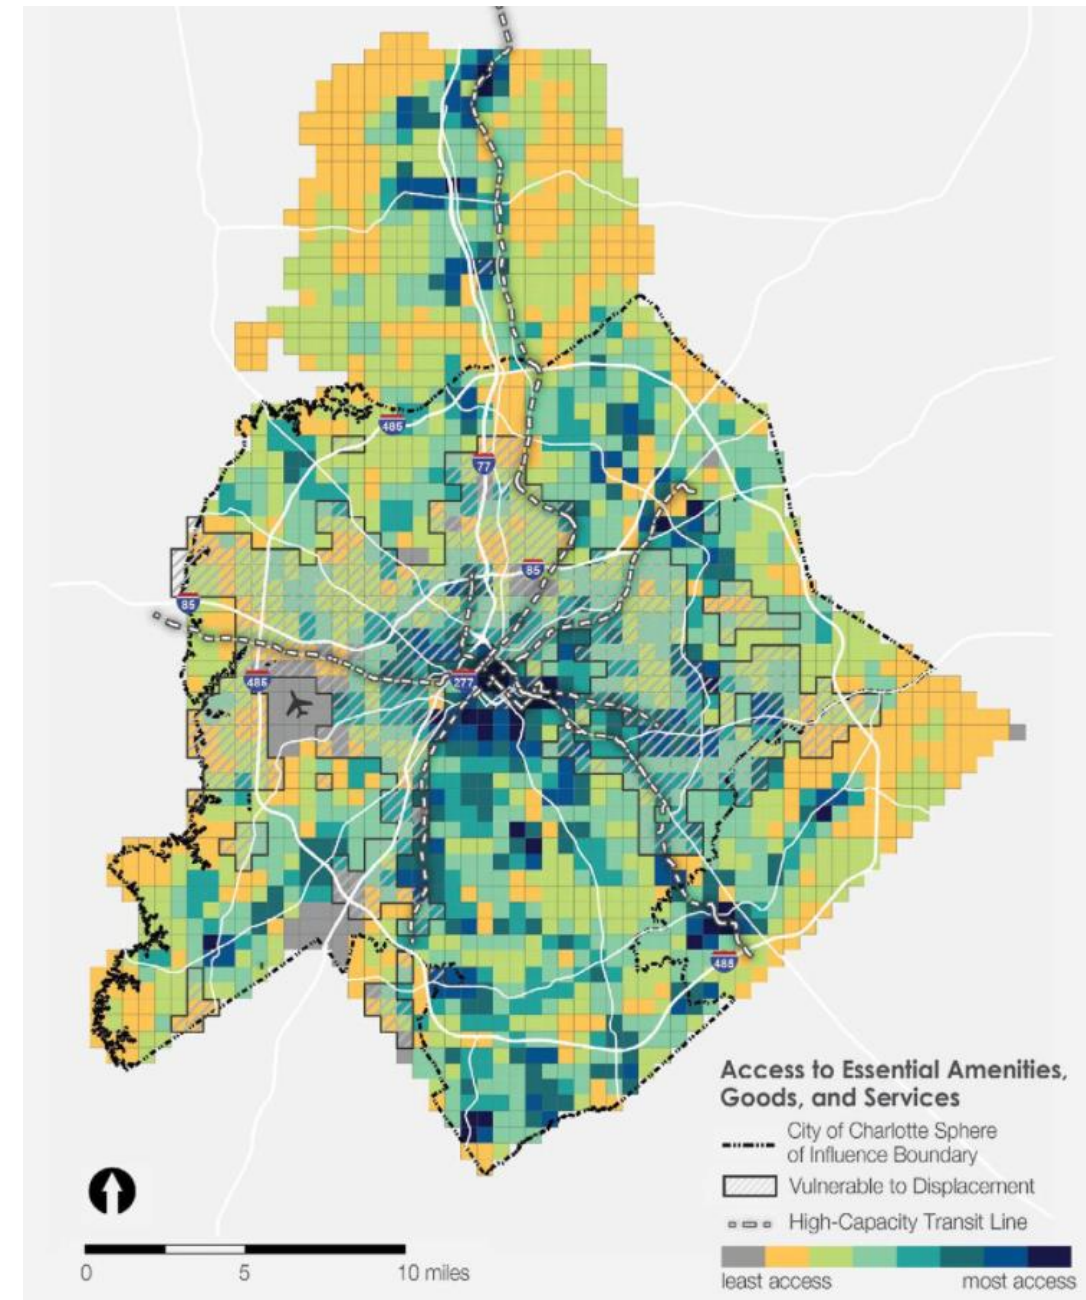 485
77
85
85
485
277
485
Access to Essential Amenities,
Goods, and Services
City of Charlotte Sphere
of Influence Boundary
Vulnerable to Displacement
High-Capacity Transit Line
least access
most access
0
5
10 miles